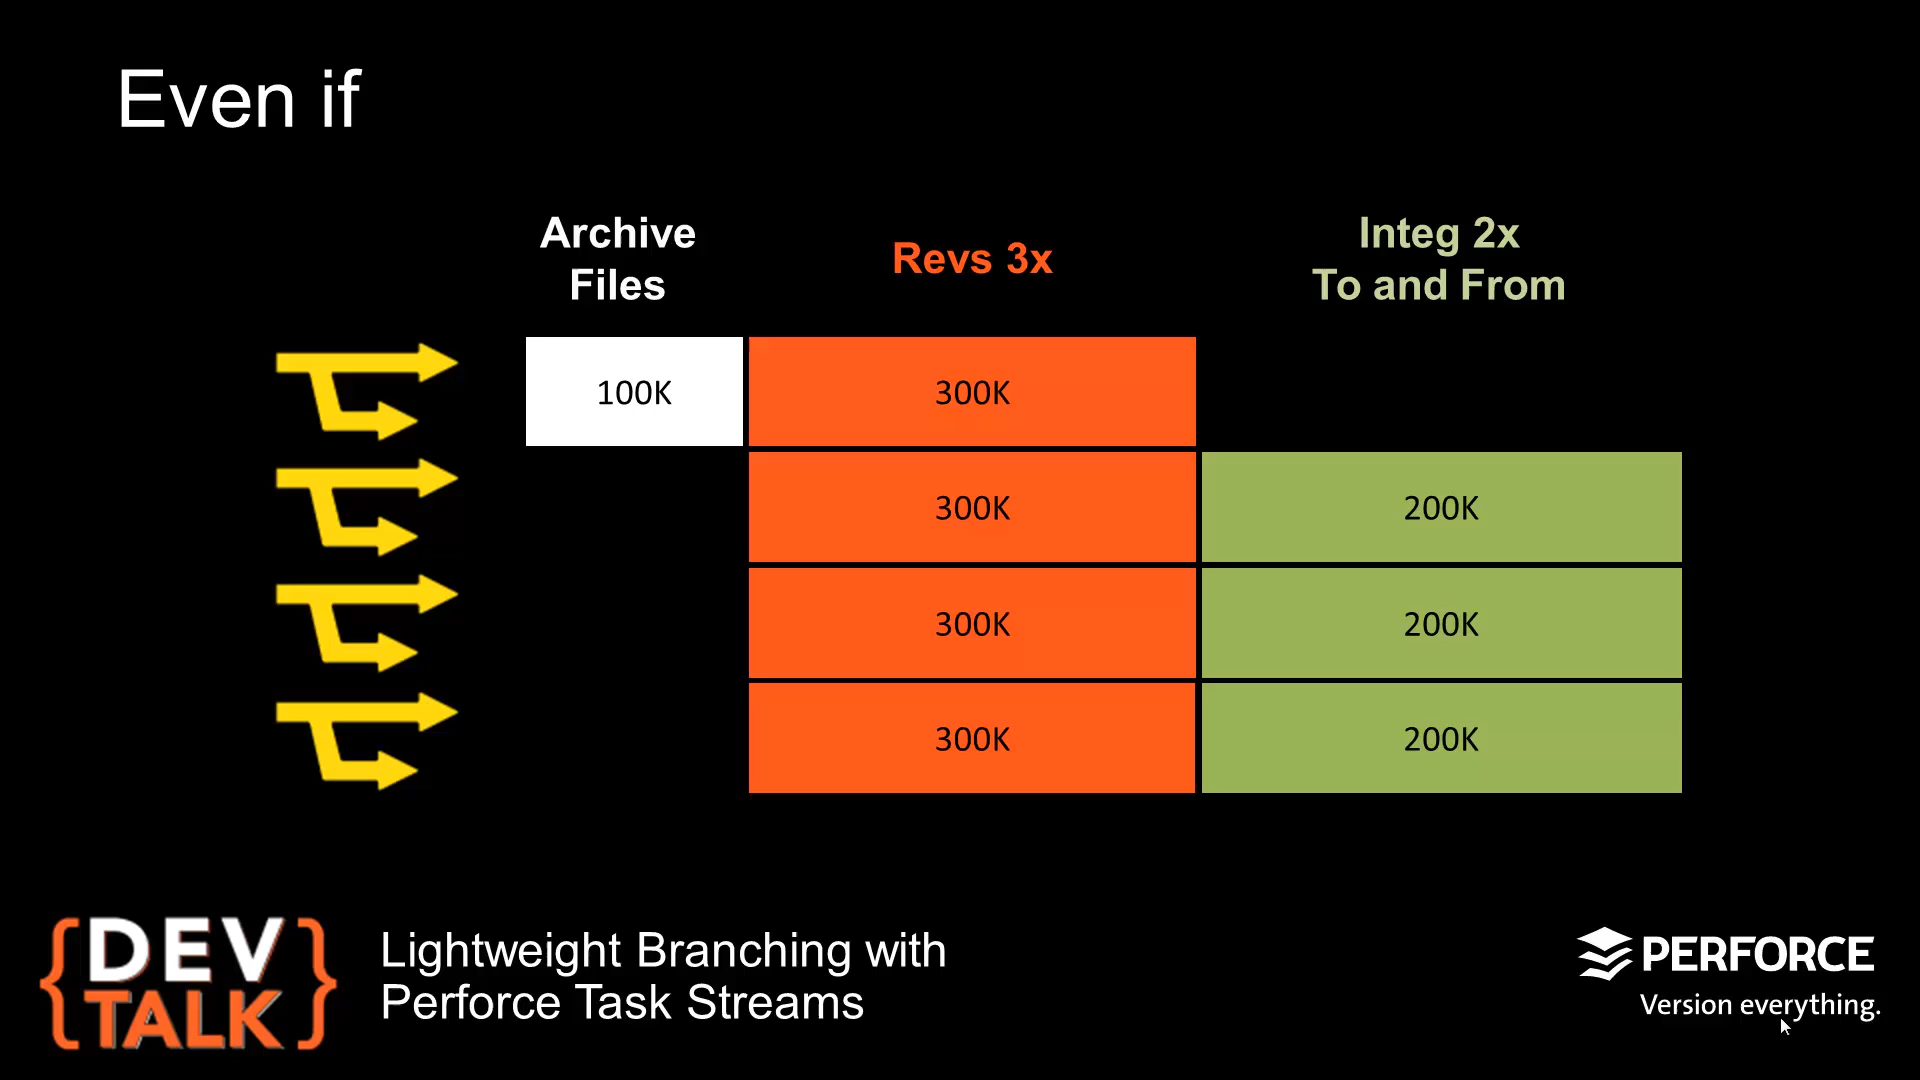 Even if
Archive
Files
Revs 3x
Integ 2x
To and From
100K
300K
300K
200K
300K
200K
300K
200K
{DEV
TALK}
Lightweight Branching with
Perforce Task Streams
PERFORCE
Version everything.